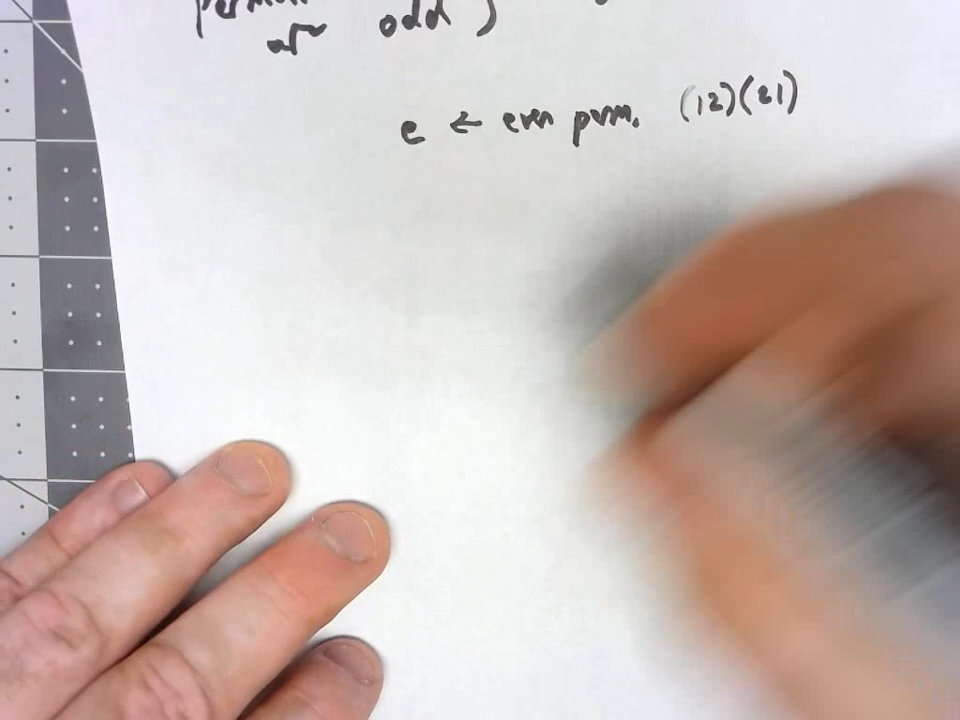 odd )
e ← even perm. (12)(21)